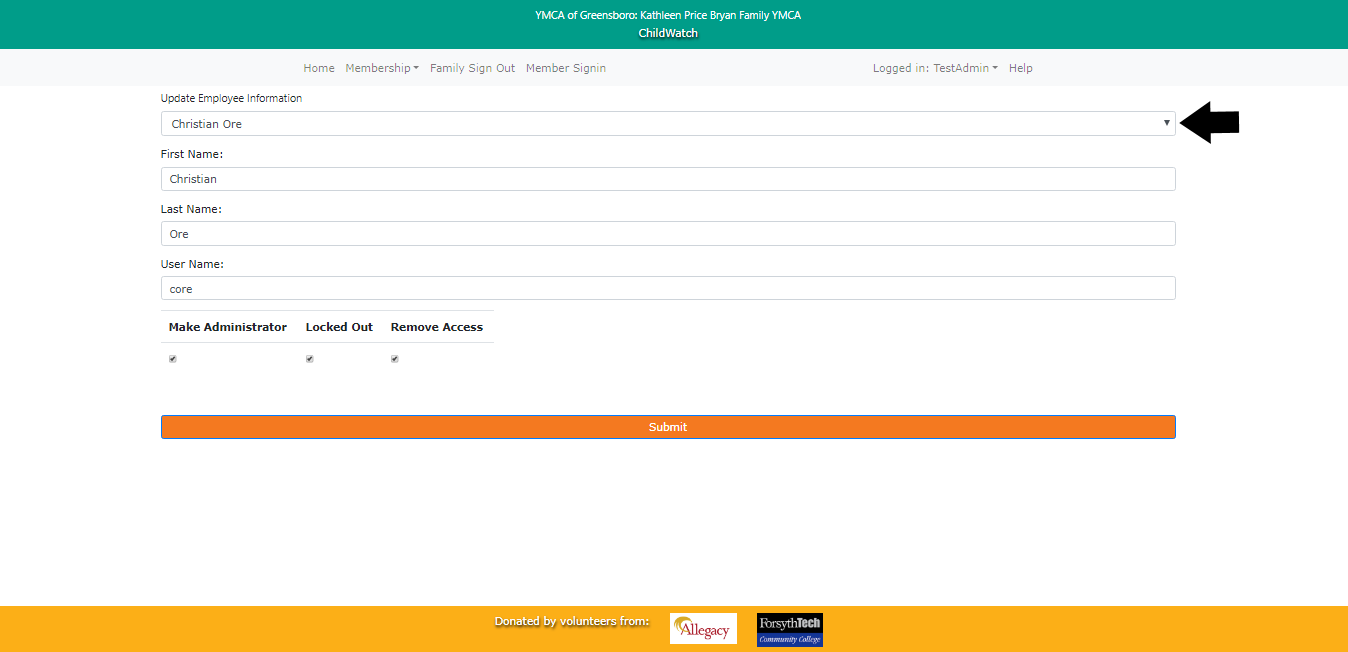 YMCA of Greensboro: Kathleen Price Bryan Family YMCA
ChildWatch
Home Membership Family Sign Out Member Signin Logged in: TestAdmin Help
Update Employee Information
Christian Ore
First Name:
Christian
Last Name:
Ore
User Name:
core
Make Administrator Locked Out Remove Access
Submit
Donated by volunteers from:
Allegacy
ForsythTech
Community College